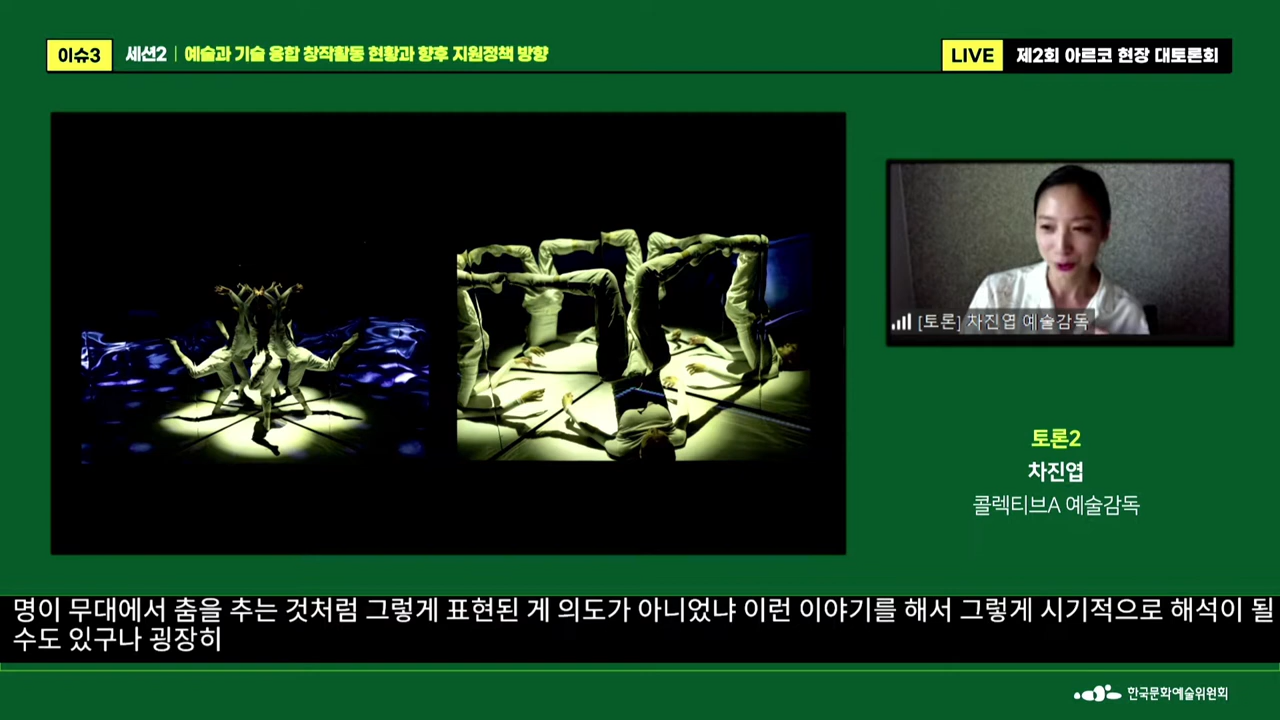 이슈3
세션2 | 예술과 기술 융합 창작활동 현황과 향후 지원정책 방향
LIVE 제2회 아르코 현장 대토론회
[토론] 차진엽 예술감독
토론2
차진엽
콜렉티브A 예술감독
명이 무대에서 춤을 추는 것처럼 그렇게 표현된 게 의도가 아니었냐 이런 이야기를 해서 그렇게 시기적으로 해석이 될
수도 있구나 굉장히
한국문화예술위원회